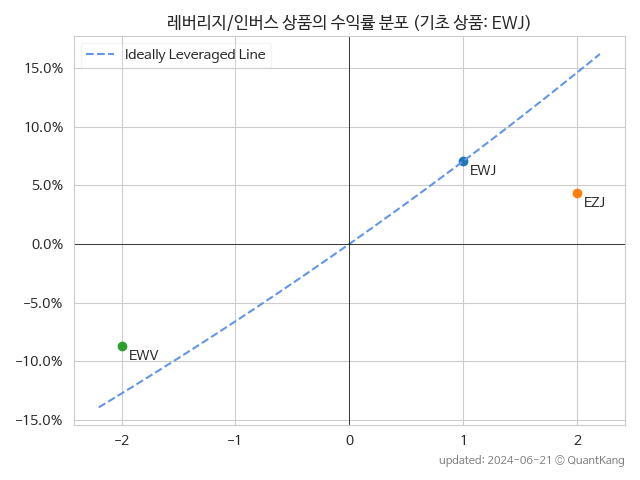 레버리지/인버스 상품의 수익률 분포 (기초 상품: EWJ)
Ideally Leveraged Line
15.0%
10.0%
EWJ
5.0%
EZJ
0.0%
−5.0%
EWV
−10.0%
−15.0%
−2 −1 0 1 2
updated: 2024-06-21 © QuantKang